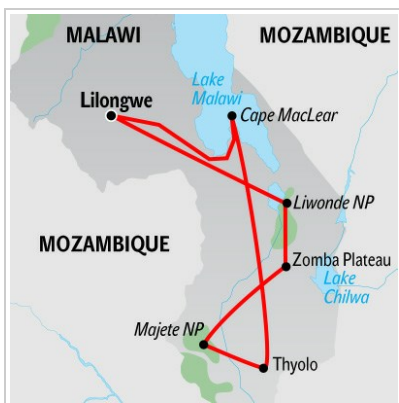 MALAWI
MOZAMBIQUE
Lilongwe
Lake
Malawi
Cape MacLear
Liwonde NP
MOZAMBIQUE
Zomba Plateau
Lake
Chilwa
Majete NP
Thyolo